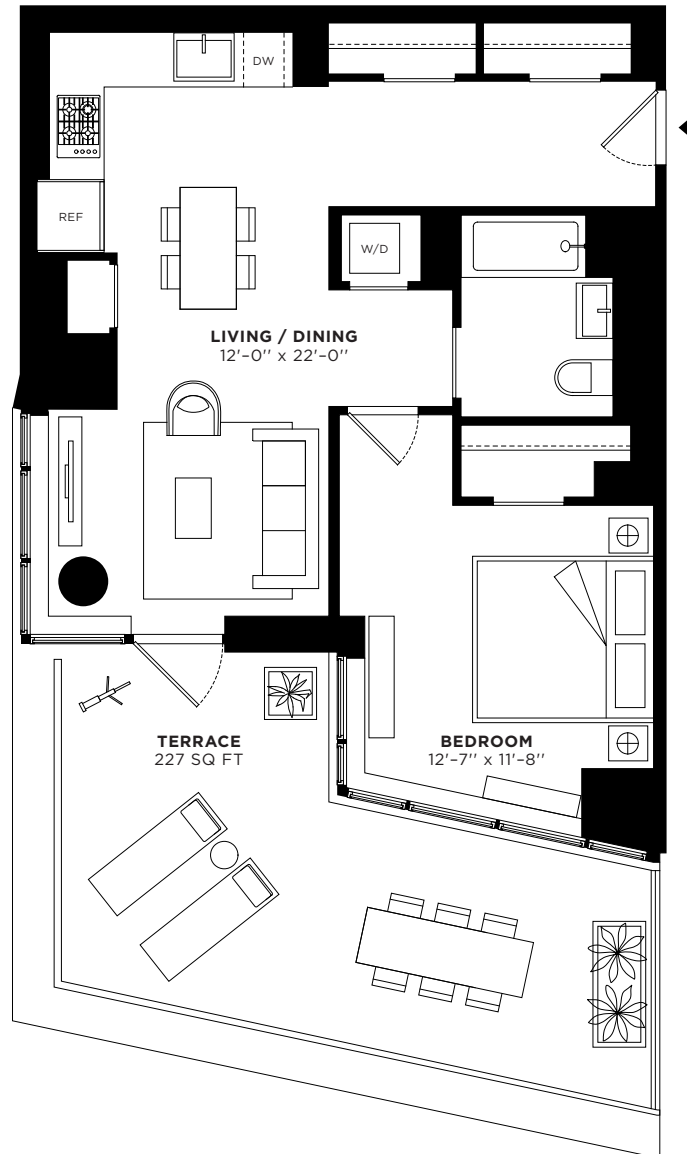 DW
REF
W/D
LIVING / DINING
12'-0'' x 22'-0''
TERRACE
227 SQ FT
BEDROOM
12'-7'' x 11'-8''